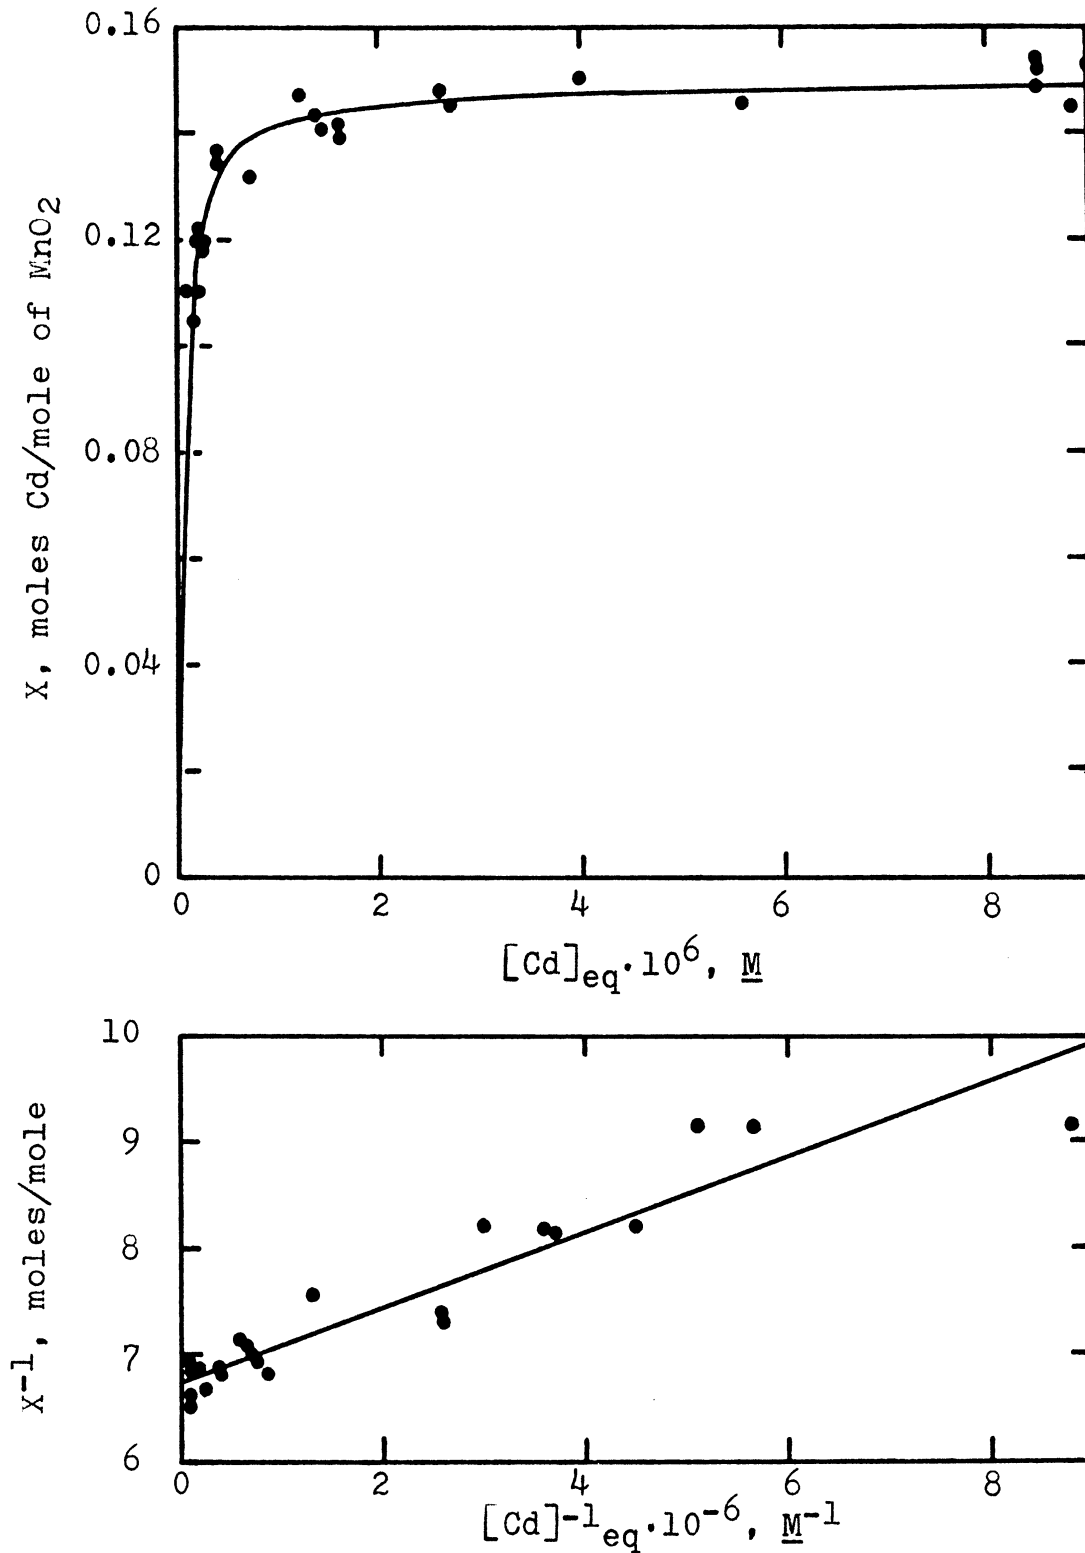 0.16
0.12
0.08
0.04
0
X, moles Cd/mole of MnO2
0 2 4 6 8
[Cd]eq·10^6, M
10
9
8
7
6
X-1, moles/mole
0 2 4 6 8
[Cd]-1eq·10-6, M-1